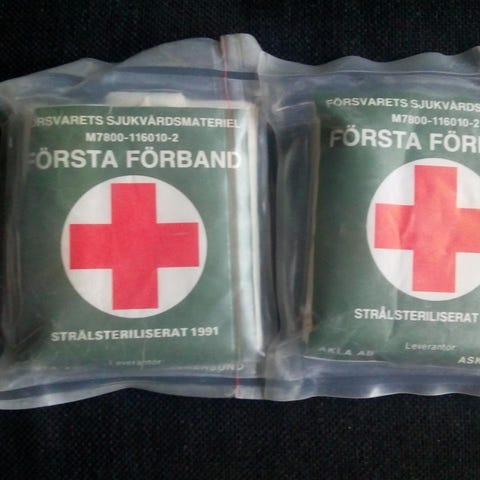 FÖRSVARETS SJUKVÅRDSMATERIEL
M7800-116010-2
FÖRSTA FÖRBAND
STRÅLSTERILISERAT 1991
Leverantör
FÖRSVARETS SJUKVÅRDS
M7800-116010-2
FÖRSTA FÖR
STRÅLSTERILISERAT
Leverantör
AKLA AB
ASK